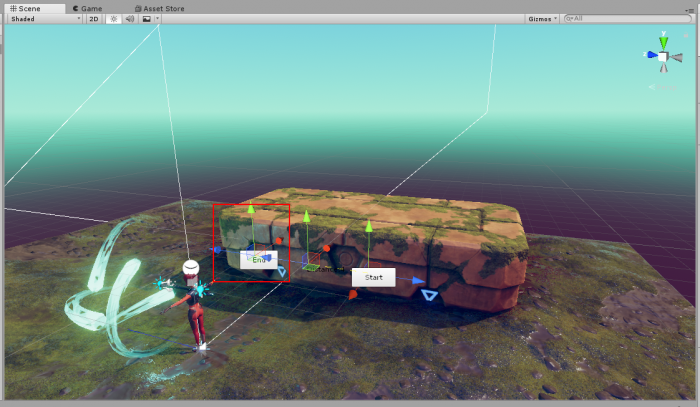 Scene Game Asset Store
Shaded 2D Gizmos All
End
Start